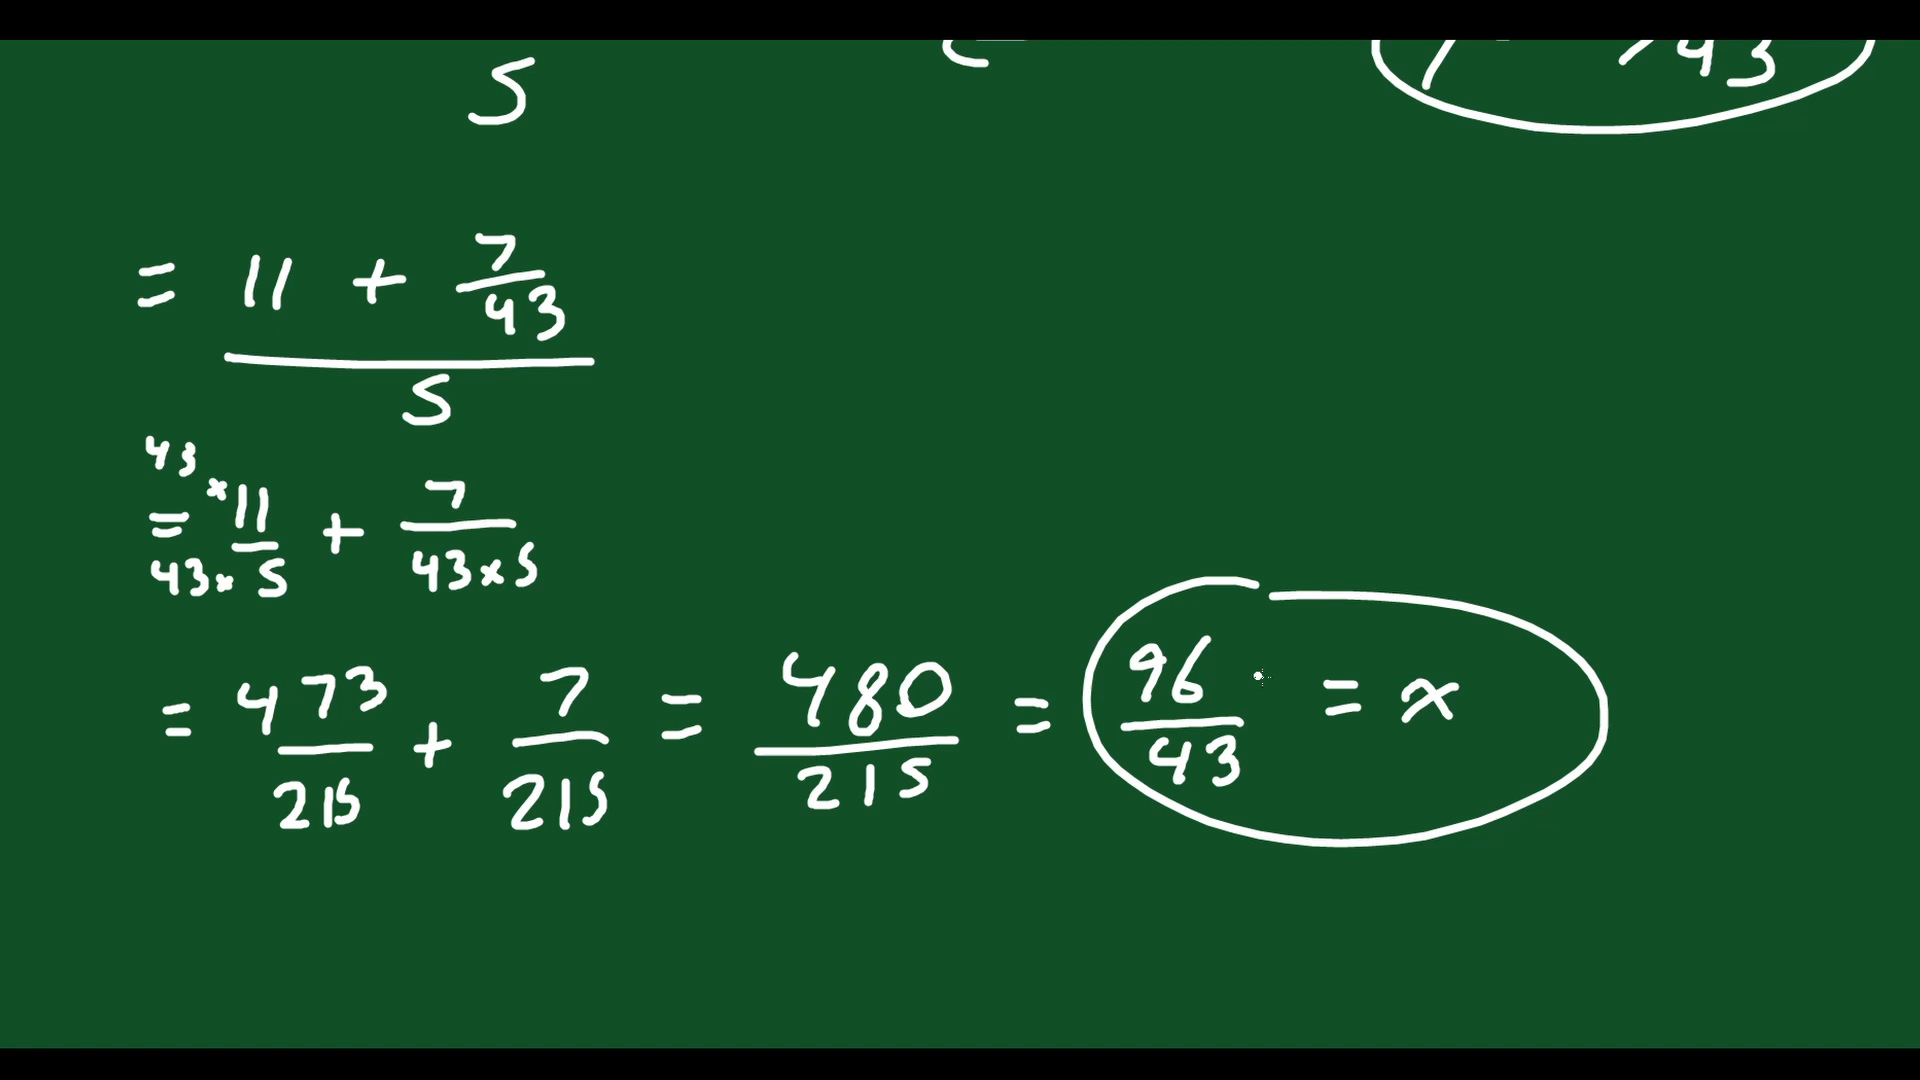 5
43
= 11 + 7/43
5
43
= × 11/5 + 7/43×5
43×
= 473/215 + 7/215 = 480/215 = 96/43 = x